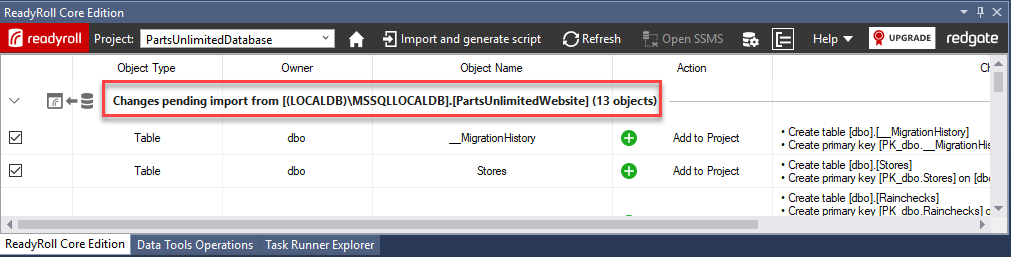 ReadyRoll Core Edition
readyroll Project: PartsUnlimitedDatabase Import and generate script Refresh Open SSMS Help UPGRADE redgate
Object Type Owner Object Name Action Ch
Changes pending import from [(LOCALDB)\MSSQLLOCALDB].[PartsUnlimitedWebsite] (13 objects)
Table dbo __MigrationHistory Add to Project • Create table [dbo].[__MigrationHistory]
• Create primary key [PK_dbo.__MigrationHis
Table dbo Stores Add to Project • Create table [dbo].[Stores]
• Create primary key [PK_dbo.Stores] on [dbo
• Create table [dbo].[Rainchecks]
• Create primary key [PK_dbo.Rainchecks] o
ReadyRoll Core Edition Data Tools Operations Task Runner Explorer